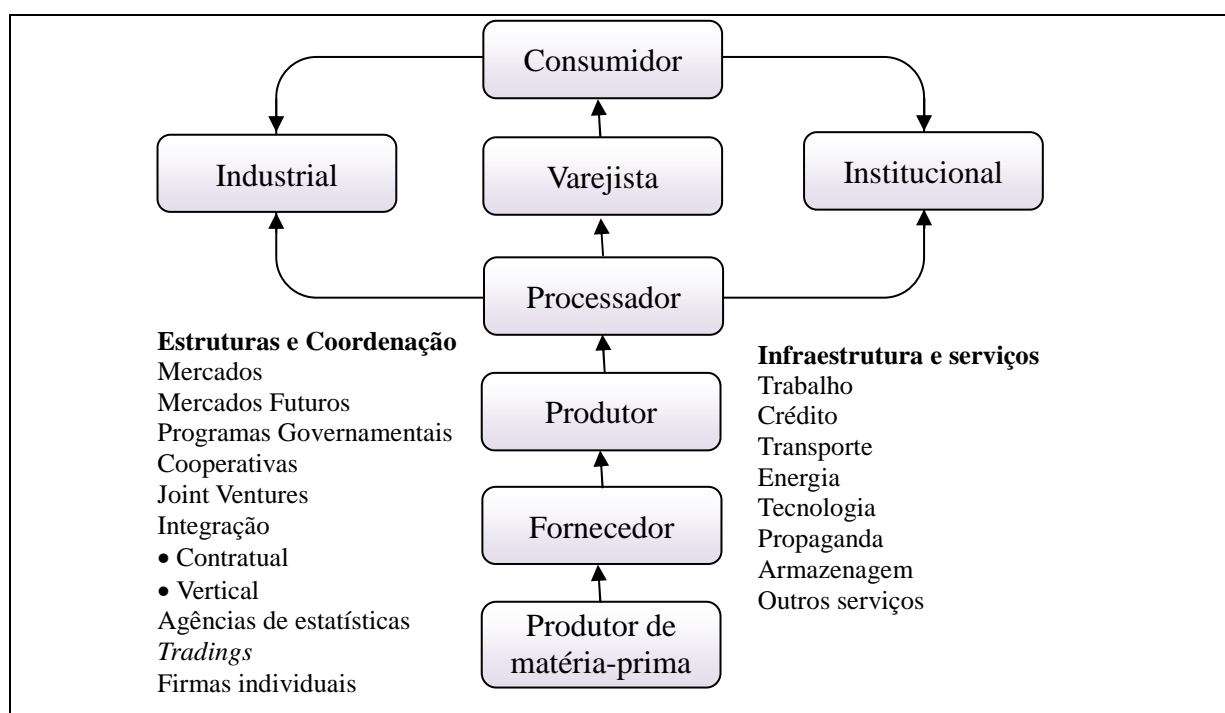 Consumidor
Industrial
Varejista
Institucional
Processador
Estruturas e Coordenação
Mercados
Mercados Futuros
Programas Governamentais
Cooperativas
Joint Ventures
Integração
• Contratual
• Vertical
Agências de estatísticas
Tradings
Firmas individuais
Produtor
Fornecedor
Produtor de
matéria-prima
Infraestrutura e serviços
Trabalho
Crédito
Transporte
Energia
Tecnologia
Propaganda
Armazenagem
Outros serviços